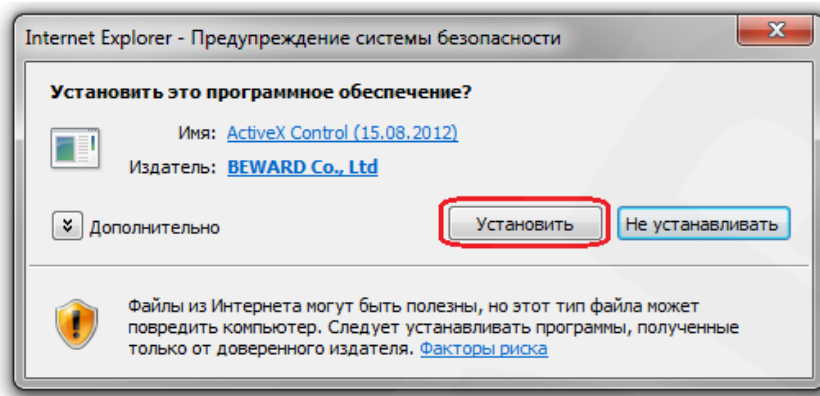 Internet Explorer - Предупреждение системы безопасности
Установить это программное обеспечение?
Имя: ActiveX Control (15.08.2012)
Издатель: BEWARD Co., Ltd
Дополнительно
Установить
Не устанавливать
Файлы из Интернета могут быть полезны, но этот тип файла может
повредить компьютер. Следует устанавливать программы, полученные
только от доверенного издателя. Факторы риска